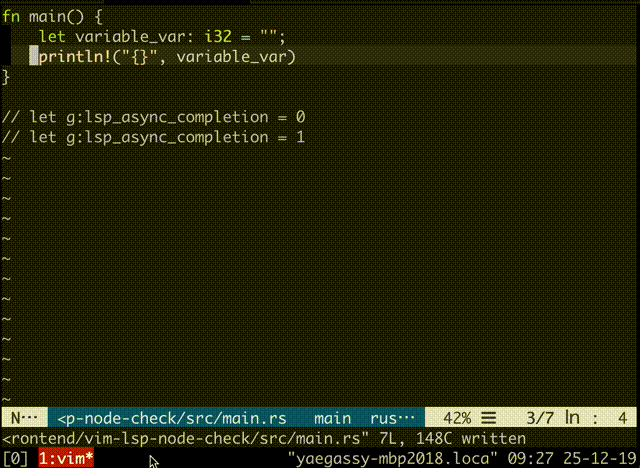 fn main() {
    let variable_var: i32 = "";
    println!("{}", variable_var)
}
// let g:lsp_async_completion = 0
// let g:lsp_async_completion = 1
~
~
~
~
~
~
~
~
~
~
~
~
~
N⋯ <p-node-check/src/main.rs main rus⋯ 42% ☰ 3/7 ln : 4
<rontend/vim-lsp-node-check/src/main.rs" 7L, 148C written
[0] 1:vim* "yaegassy-mbp2018.loca" 09:27 25-12-19